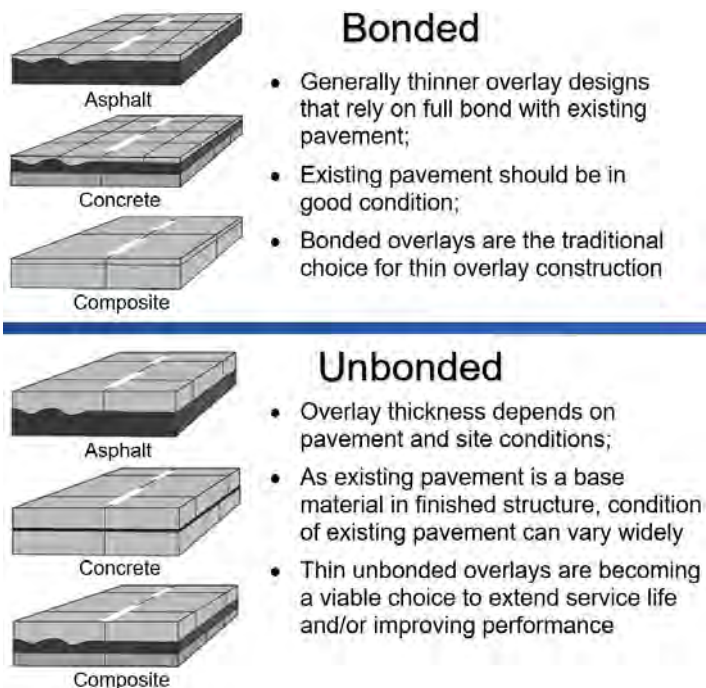 Bonded
Asphalt
Concrete
Composite
• Generally thinner overlay designs
that rely on full bond with existing
pavement;
• Existing pavement should be in
good condition;
• Bonded overlays are the traditional
choice for thin overlay construction
Unbonded
Asphalt
Concrete
Composite
• Overlay thickness depends on
pavement and site conditions;
• As existing pavement is a base
material in finished structure, condition
of existing pavement can vary widely
• Thin unbonded overlays are becoming
a viable choice to extend service life
and/or improving performance